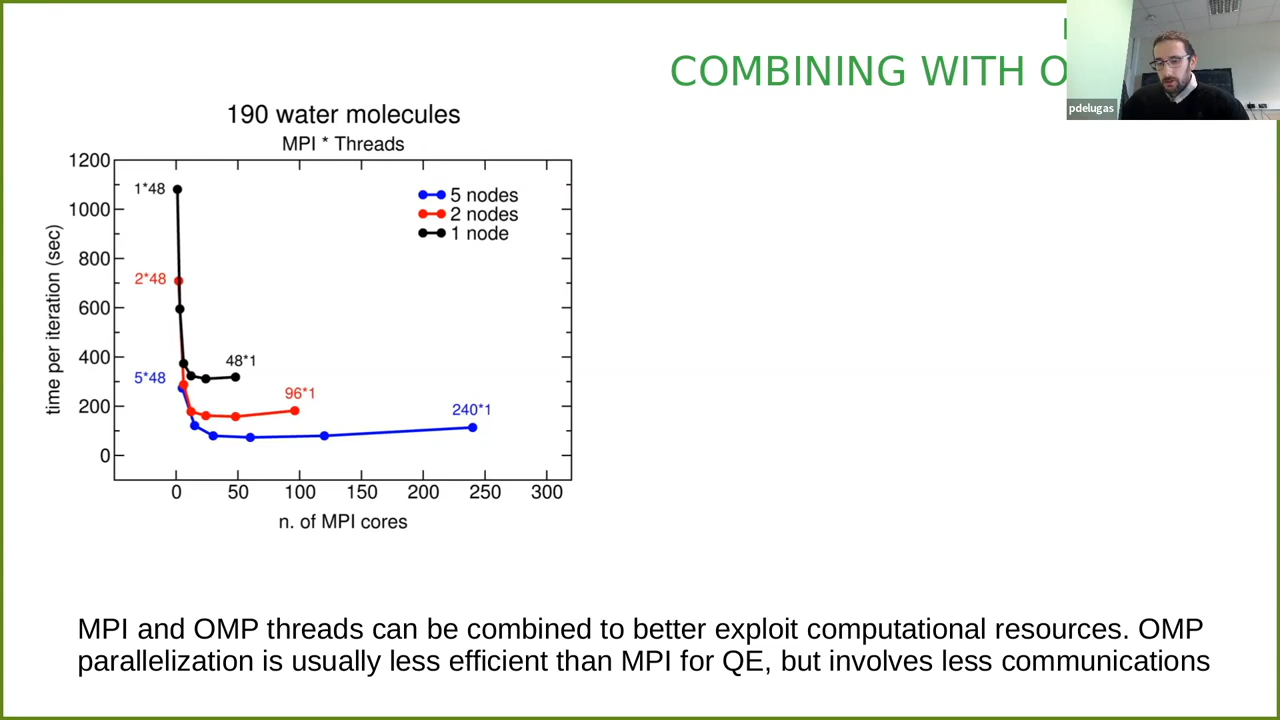 COMBINING WITH
pdelugas
190 water molecules
MPI * Threads
1200
1000
800
600
400
200
0
time per iteration (sec)
1*48
2*48
5*48
48*1
96*1
240*1
5 nodes
2 nodes
1 node
0 50 100 150 200 250 300
n. of MPI cores
MPI and OMP threads can be combined to better exploit computational resources. OMP
parallelization is usually less efficient than MPI for QE, but involves less communications